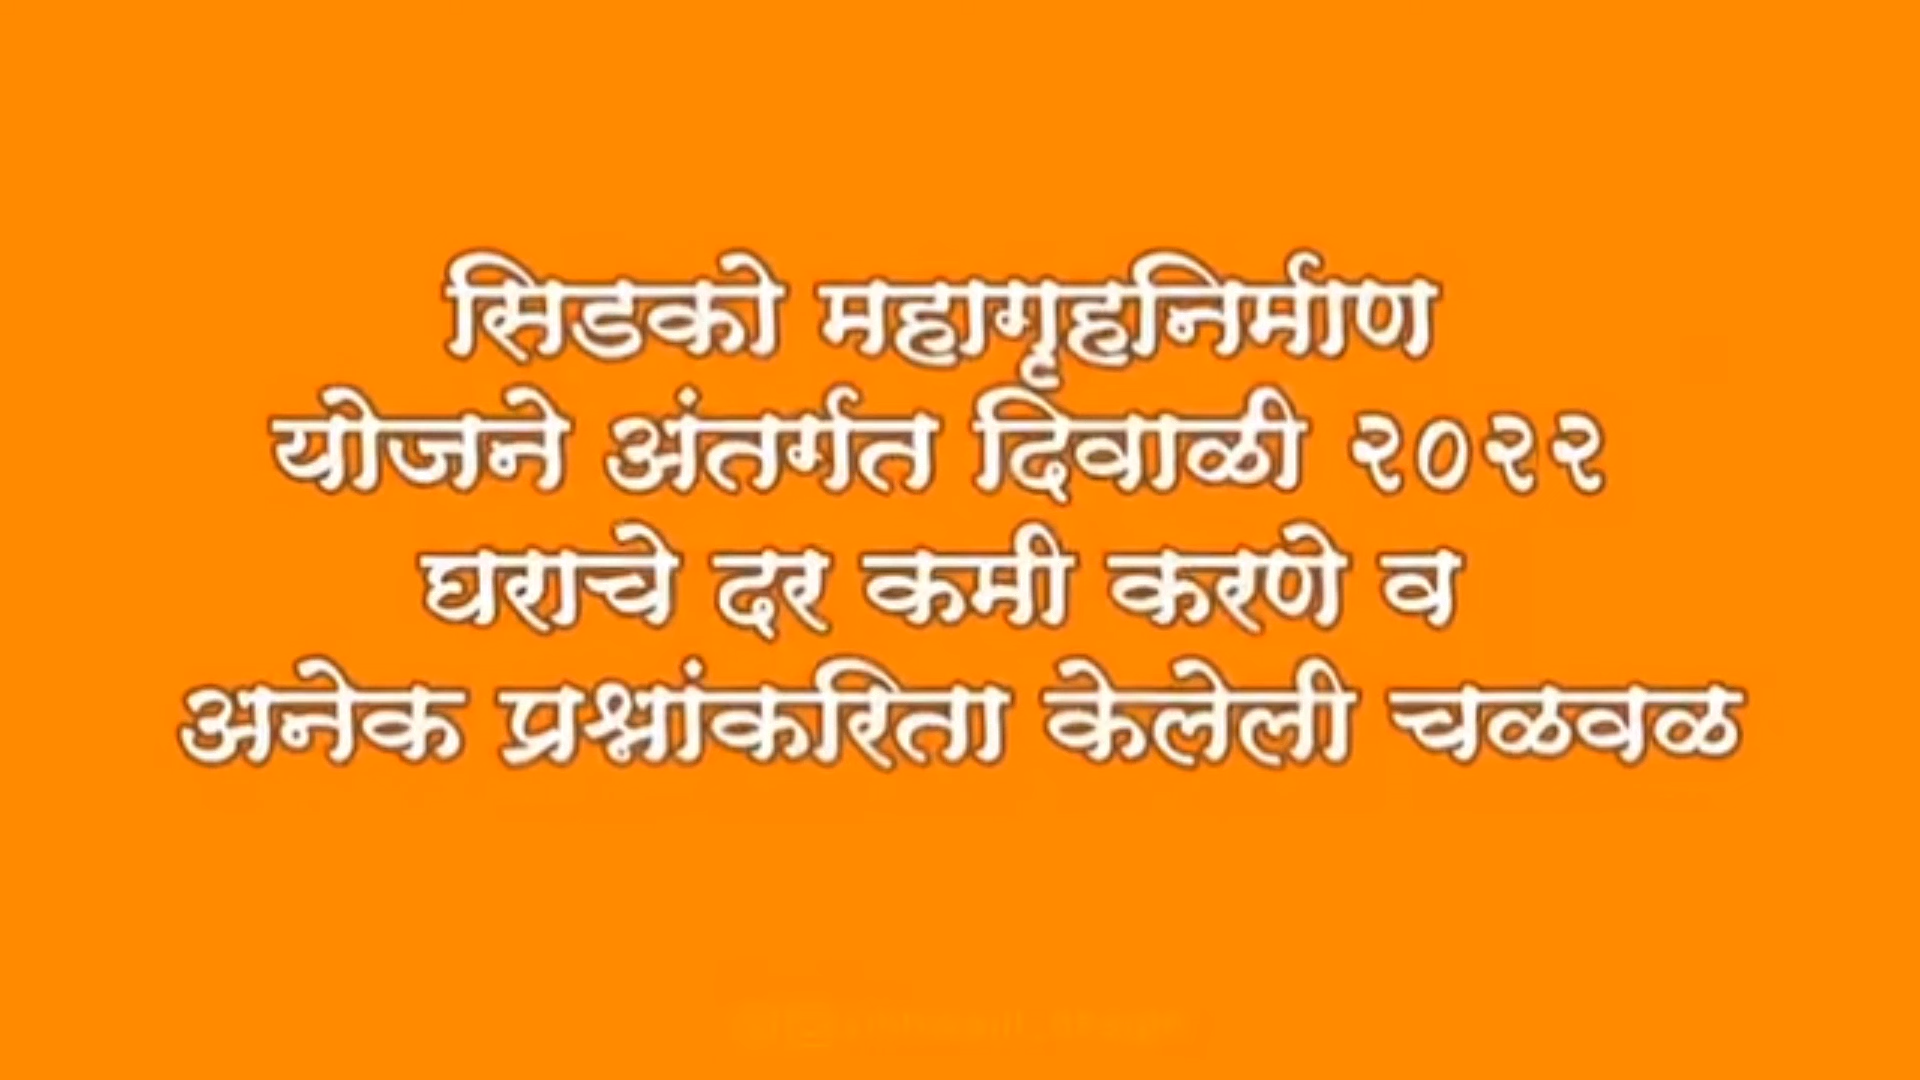 सिडको महागृहनिर्माण
योजने अंतर्गत दिवाळी २०२२
घराचे दर कमी करणे व
अनेक प्रश्नांकरिता केलेली चळवळ